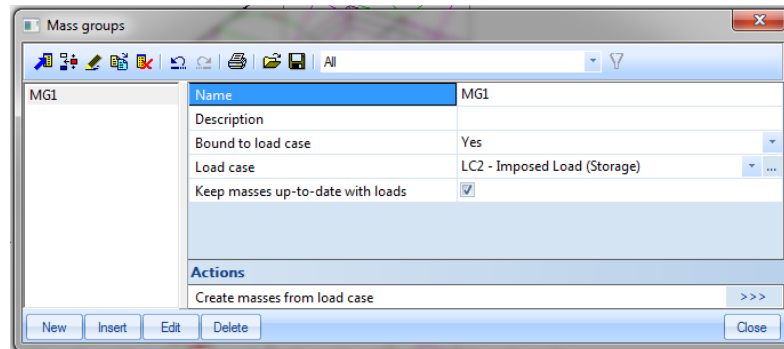 Mass groups
All
MG1
Name MG1
Description
Bound to load case Yes
Load case LC2 - Imposed Load (Storage) ...
Keep masses up-to-date with loads
Actions
Create masses from load case >>>
New Insert Edit Delete Close